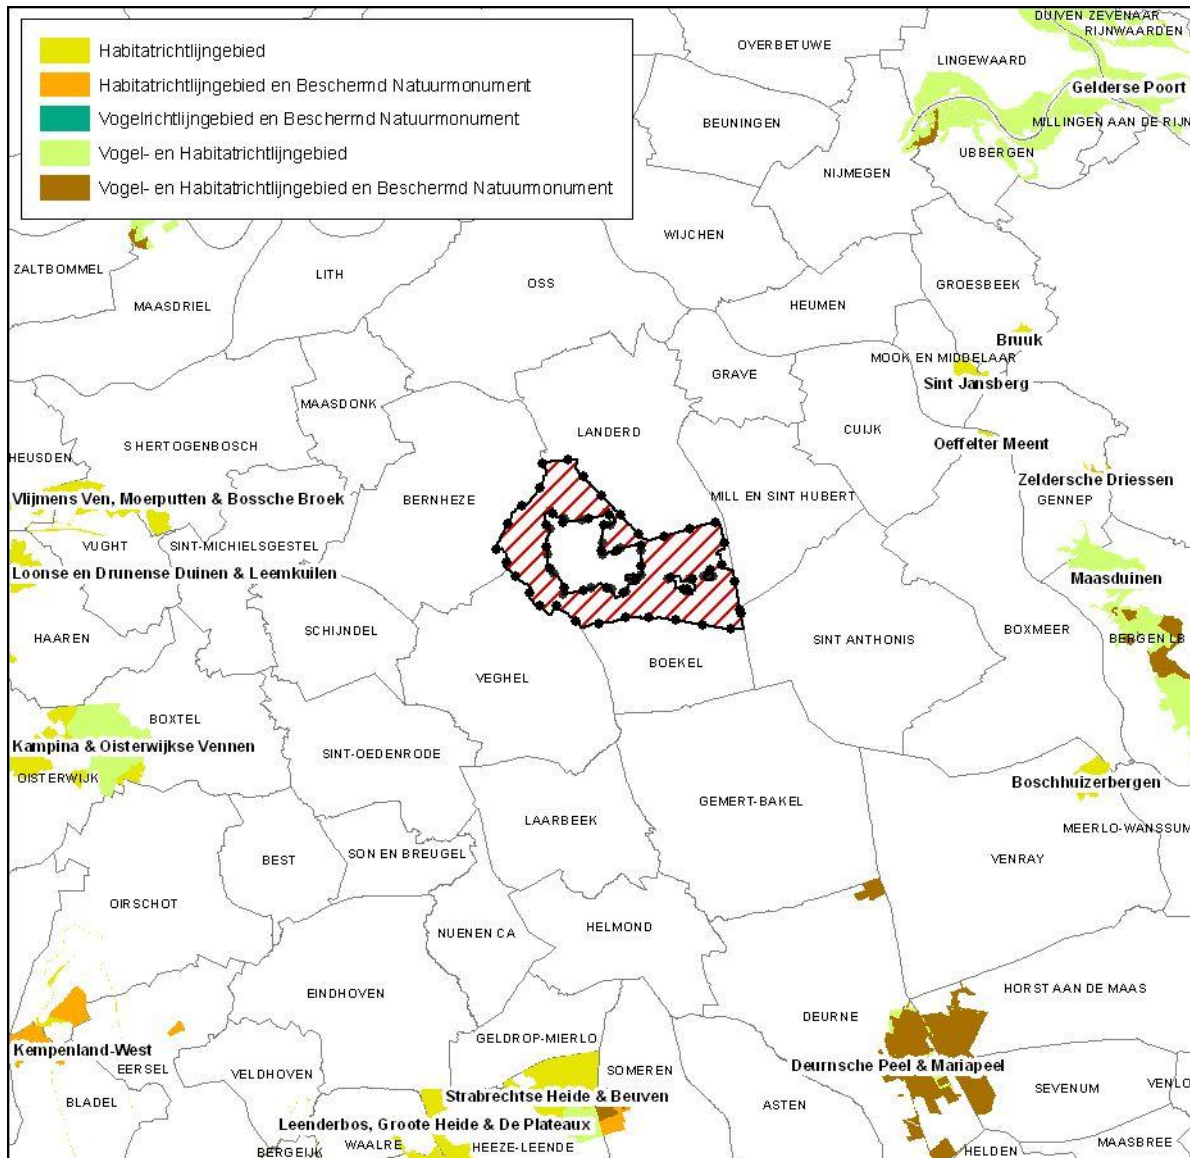 Habitatrichtlijngebied
Habitatrichtlijngebied en Beschermd Natuurmonument
Vogelrichtlijngebied en Beschermd Natuurmonument
Vogel- en Habitatrichtlijngebied
Vogel- en Habitatrichtlijngebied en Beschermd Natuurmonument
DUIVEN ZEVENAAR
RIJNWAARDEN
OVERBETUWE
LINGEWAARD
Gelderse Poort
BEUNINGEN
MILLINGEN AAN DE RIJN
UBBERGEN
NIJMEGEN
WIJCHEN
ZALTBOMMEL
LITH
OSS
GROESBEEK
MAASDRIEL
HEUMEN
Bruuk
MOOK EN MIDDELAAR
GRAVE
Sint Jansberg
MAASDONK
LANDERD
CUIJK
S HERTOGENBOSCH
Oeffelter Meent
HEUSDEN
Zeldersche Driessen
Vlijmens Ven, Moerputten & Bossche Broek
BERNHEZE
MILL EN SINT HUBERT
GENNEP
VUGHT
SINT-MICHIELSGESTEL
Loonse en Drunense Duinen & Leemkuilen
Maasduinen
SCHIJNDEL
BOXMEER
HAAREN
SINT ANTHONIS
BERGEN LB
BOEKEL
VEGHEL
BOXTEL
Kampina & Oisterwijkse Vennen
SINT-OEDENRODE
OISTERWIJK
Boschhuizerbergen
GEMERT-BAKEL
LAARBEEK
MEERLO-WANSSUM
BEST
SON EN BREUGEL
VENRAY
OIRSCHOT
HELMOND
NUENEN CA
HORST AAN DE MAAS
EINDHOVEN
DEURNE
GELDROP-MIERLO
Kempenland-West
EERSEL
VELDHOVEN
SOMEREN
Deurnsche Peel & Mariapeel
SEVENUM
VENLO
BLADEL
Strabrechtse Heide & Beuven
ASTEN
Leenderbos, Groote Heide & De Plateaux
WAALRE
HEEZE-LEENDE
MAASBREE
BERGEIJK
HELDEN